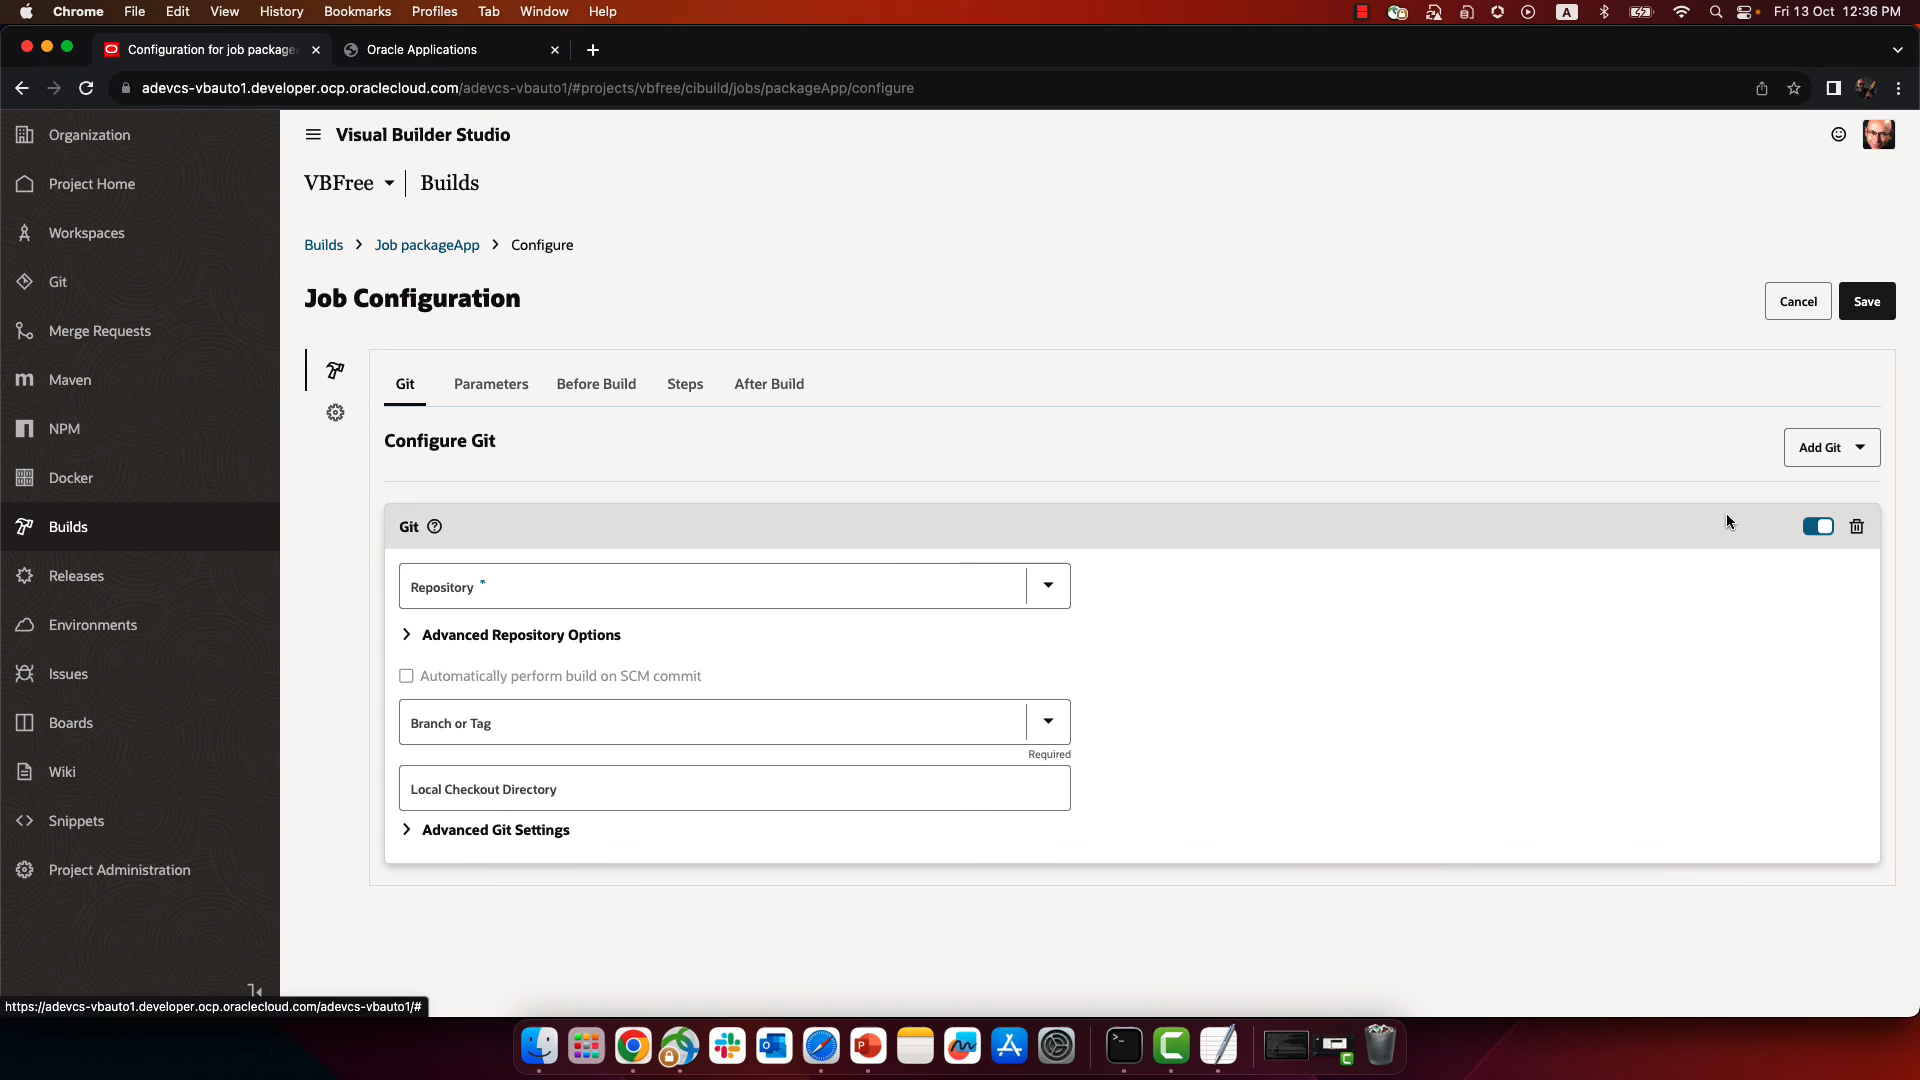 Chrome File Edit View History Bookmarks Profiles Tab Window Help
A
Fri 13 Oct 12:36 PM
Configuration for job package
Oracle Applications
adevcs-vbauto1.developer.ocp.oraclecloud.com/adevcs-vbauto1/#projects/vbfree/cibuild/jobs/packageApp/configure
Organization
Project Home
Workspaces
Git
Merge Requests
Maven
NPM
Docker
Builds
Releases
Environments
Issues
Boards
Wiki
Snippets
Project Administration
Visual Builder Studio
VBFree Builds
Builds > Job packageApp > Configure
Job Configuration
Cancel Save
Git Parameters Before Build Steps After Build
Configure Git
Add Git
Git
Repository *
Advanced Repository Options
Automatically perform build on SCM commit
Branch or Tag
Required
Local Checkout Directory
Advanced Git Settings
https://adevcs-vbauto1.developer.ocp.oraclecloud.com/adevcs-vbauto1/#